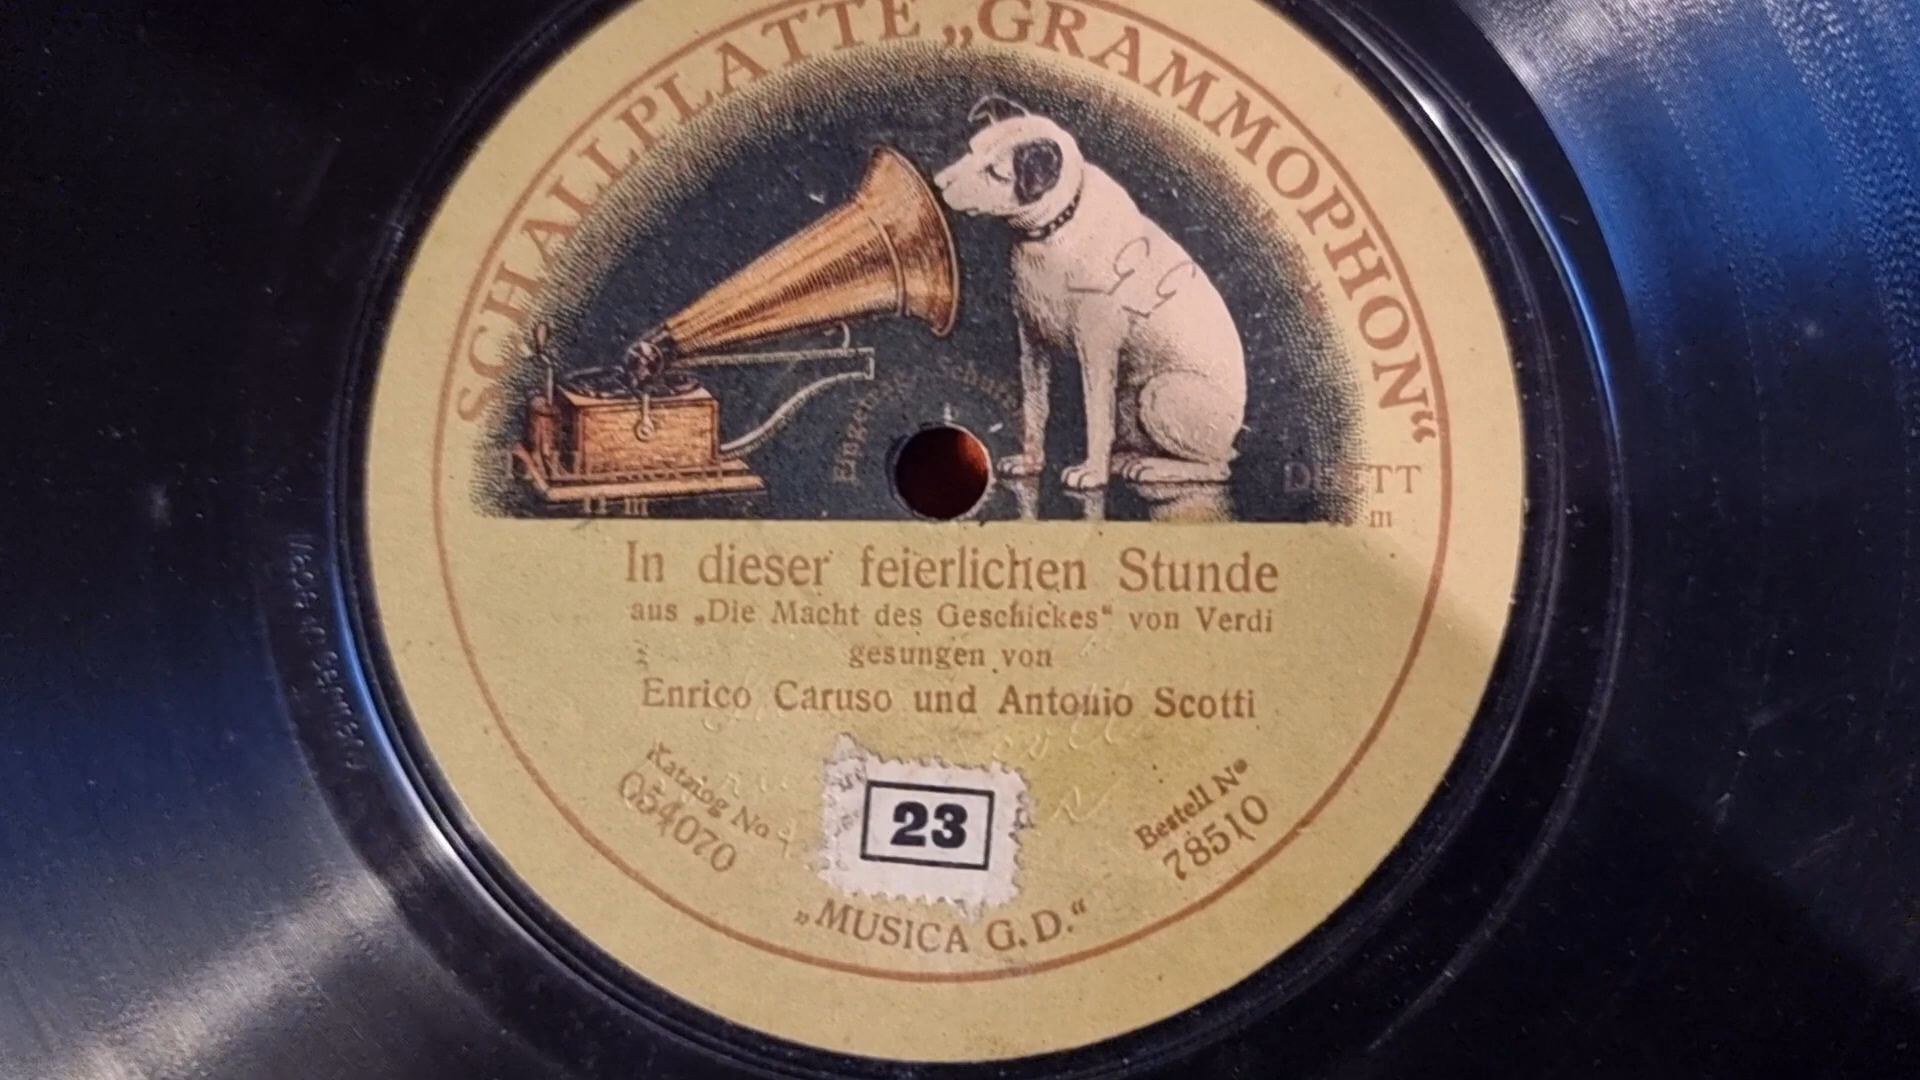 SCHALLPLATTE „GRAMMOPHON“
DUETT
In dieser feierlichen Stunde
aus „Die Macht des Geschickes“ von Verdi
gesungen von
Enrico Caruso und Antonio Scotti
Katalog No
054070
23
Bestell No
78510
„MUSICA G. D.“